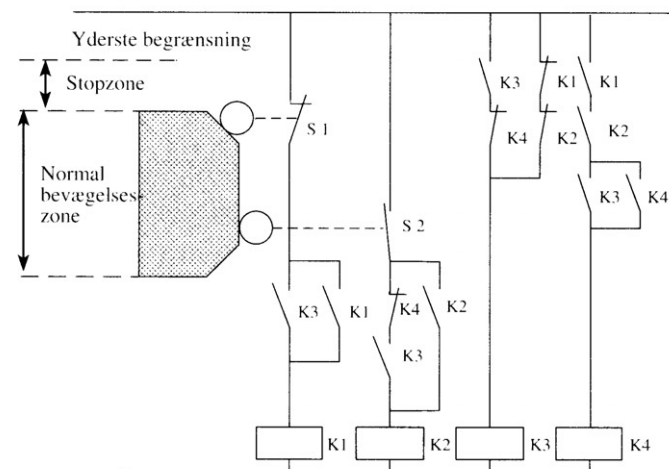 Yderste begrænsning
Stopzone
Normal
bevægelses-
zone
S 1
S 2
K3
K1
K4
K2
K3
K3
K4
K1
K2
K1
K2
K3
K4
K1
K2
K3
K4